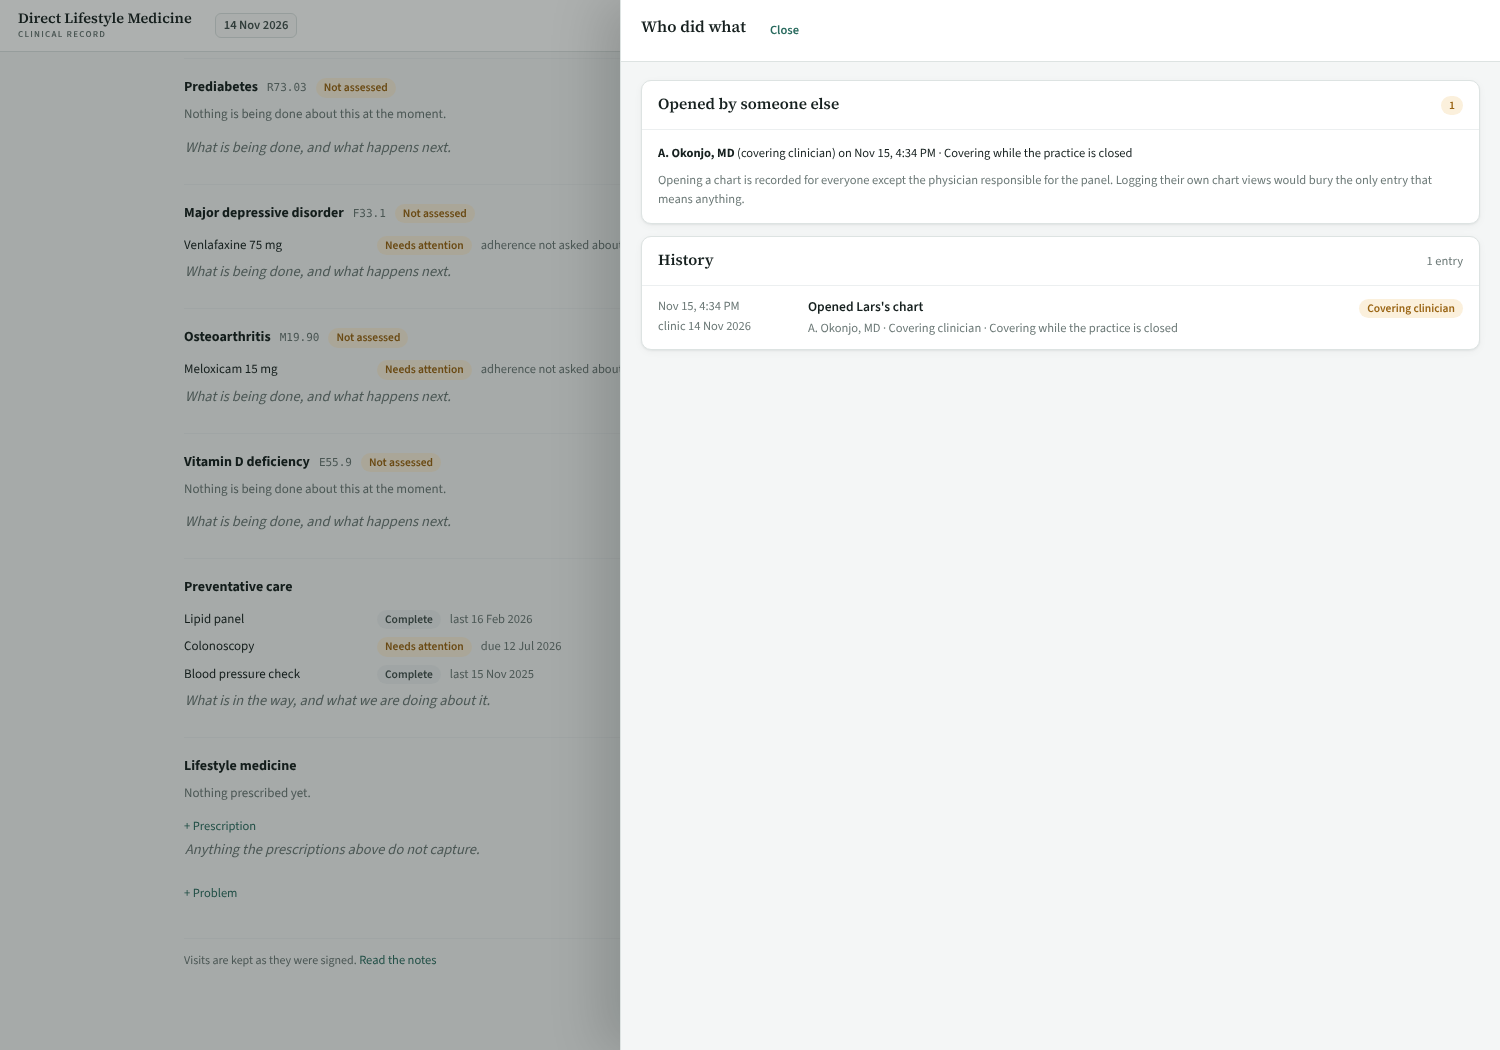 Direct Lifestyle Medicine
CLINICAL RECORD
14 Nov 2026
Prediabetes R73.03 Not assessed
Nothing is being done about this at the moment.
What is being done, and what happens next.
Major depressive disorder F33.1 Not assessed
Venlafaxine 75 mg Needs attention adherence not asked about
What is being done, and what happens next.
Osteoarthritis M19.90 Not assessed
Meloxicam 15 mg Needs attention adherence not asked about
What is being done, and what happens next.
Vitamin D deficiency E55.9 Not assessed
Nothing is being done about this at the moment.
What is being done, and what happens next.
Preventative care
Lipid panel Complete last 16 Feb 2026
Colonoscopy Needs attention due 12 Jul 2026
Blood pressure check Complete last 15 Nov 2025
What is in the way, and what we are doing about it.
Lifestyle medicine
Nothing prescribed yet.
+ Prescription
Anything the prescriptions above do not capture.
+ Problem
Visits are kept as they were signed. Read the notes
Who did what Close
Opened by someone else 1
A. Okonjo, MD (covering clinician) on Nov 15, 4:34 PM · Covering while the practice is closed
Opening a chart is recorded for everyone except the physician responsible for the panel. Logging their own chart views would bury the only entry that
means anything.
History 1 entry
Nov 15, 4:34 PM Opened Lars's chart Covering clinician
clinic 14 Nov 2026 A. Okonjo, MD · Covering clinician · Covering while the practice is closed